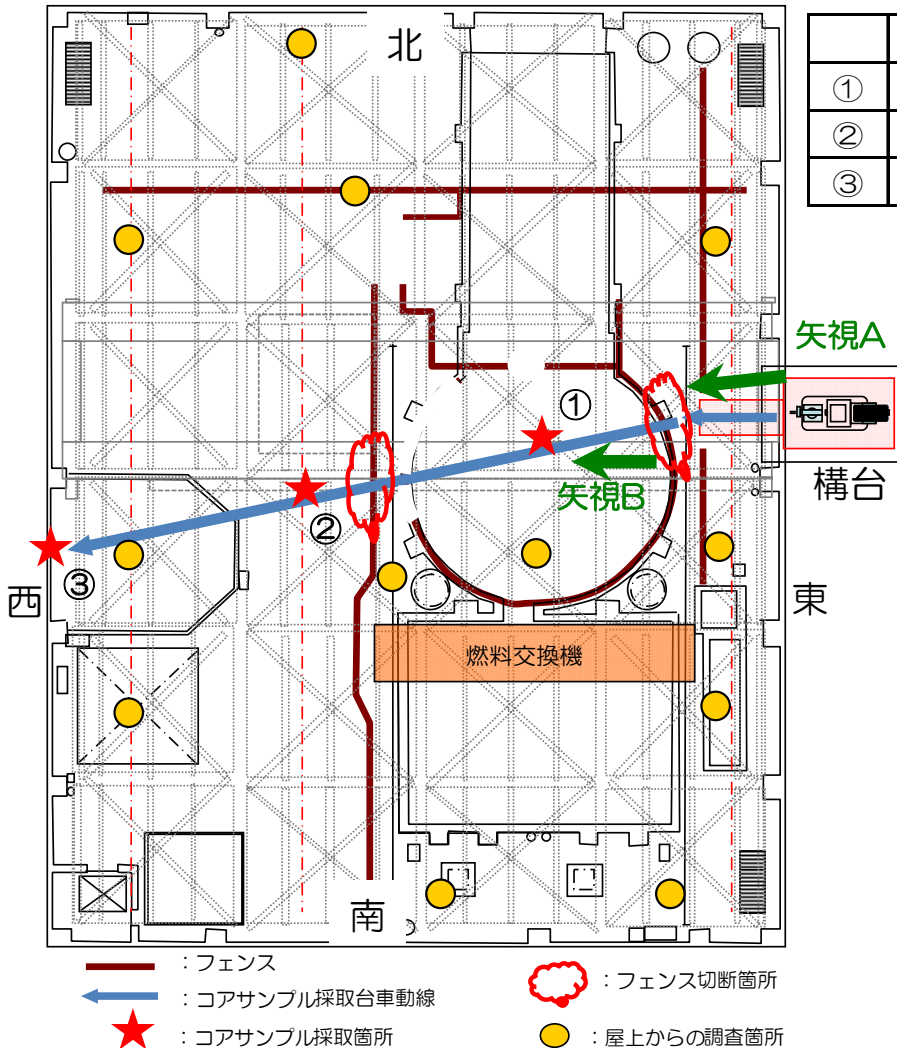 北
①
②
③
矢視A
①
構台
矢視B
②
③
西
東
燃料交換機
南
：フェンス
：フェンス切断箇所
：コアサンプル採取台車動線
：コアサンプル採取箇所
：屋上からの調査箇所